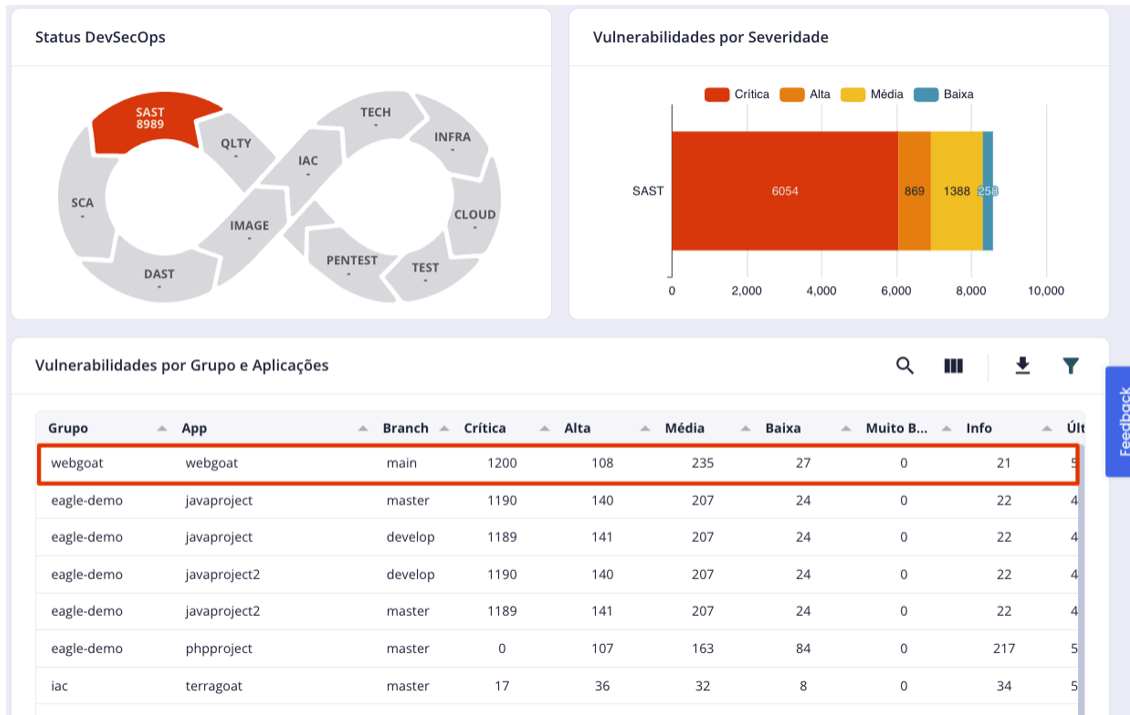 Status DevSecOps
SAST
8989
QLTY
-
IAC
-
TECH
-
INFRA
-
SCA
-
IMAGE
-
CLOUD
-
DAST
-
PENTEST
-
TEST
-
Vulnerabilidades por Severidade
Crítica Alta Média Baixa
SAST 6054 869 1388 258
0 2,000 4,000 6,000 8,000 10,000
Vulnerabilidades por Grupo e Aplicações
Feedback
Grupo App Branch Crítica Alta Média Baixa Muito B... Info Últ
webgoat webgoat main 1200 108 235 27 0 21 5
eagle-demo javaproject master 1190 140 207 24 0 22 4
eagle-demo javaproject develop 1189 141 207 24 0 22 4
eagle-demo javaproject2 develop 1190 140 207 24 0 22 4
eagle-demo javaproject2 master 1189 141 207 24 0 22 4
eagle-demo phpproject master 0 107 163 84 0 217 5
iac terragoat master 17 36 32 8 0 34 5